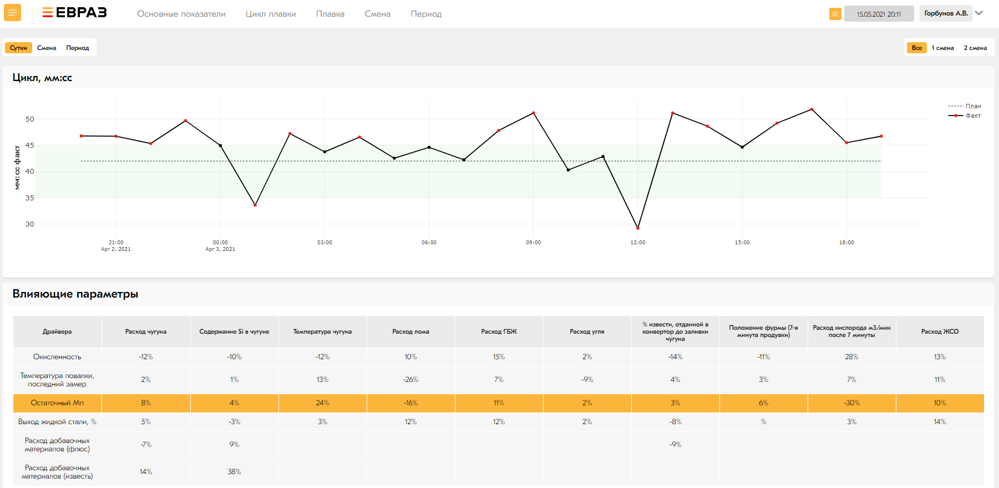 ЕВРАЗ
Основные показатели
Цикл плавки
Плавка
Смена
Период
15.05.2021 20:11
Горбунов А.В.
Сутки
Смена
Период
Все
1 смена
2 смена
Цикл, мм:сс
План
Факт
мм:сс факт
50
45
40
35
30
21:00
Apr 2, 2021
00:00
Apr 3, 2021
03:00
06:00
09:00
12:00
15:00
18:00
Влияющие параметры
Драйвера
Расход чугуна
Содержание Si в чугуне
Температура чугуна
Расход лома
Расход ГБЖ
Расход угля
% извести, отданной в
конвертор до заливки
чугуна
Положение фурмы (7-я
минута продувки)
Расход кислорода м3/мин
после 7 минуты
Расход ЖСО
Окисленность
-12%
-10%
-12%
10%
15%
2%
-14%
-11%
28%
13%
Температура повалки,
последний замер
2%
1%
13%
-26%
7%
-9%
4%
3%
7%
11%
Остаточный Mn
8%
4%
24%
-16%
11%
2%
3%
6%
-30%
10%
Выход жидкой стали, %
5%
-3%
3%
12%
12%
2%
-8%
%
3%
14%
Расход добавочных
материалов (флюс)
-7%
9%
-9%
Расход добавочных
материалов (известь)
14%
38%